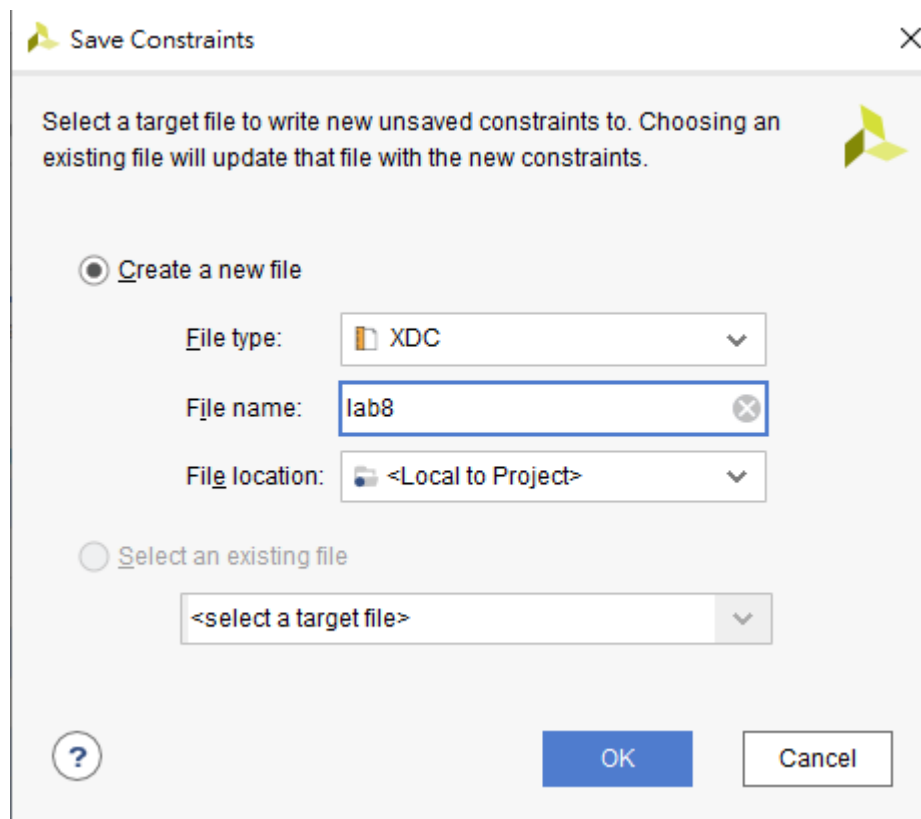 Save Constraints
Select a target file to write new unsaved constraints to. Choosing an
existing file will update that file with the new constraints.
Create a new file
File type: XDC
File name: lab8
File location: <Local to Project>
Select an existing file
<select a target file>
? OK Cancel